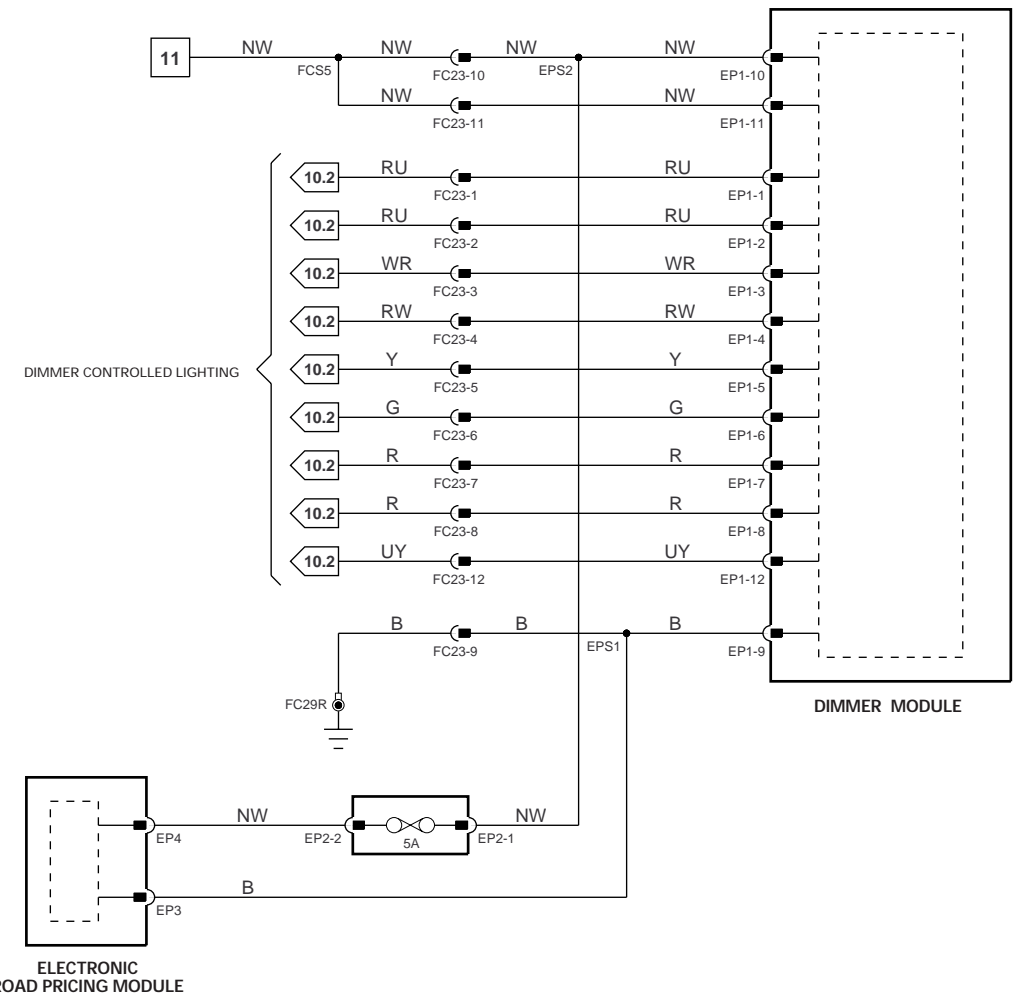 11 NW NW NW NW
FCS5 FC23-10 EPS2 EP1-10
NW NW
FC23-11 EP1-11
10.2 RU RU
FC23-1 EP1-1
10.2 RU RU
FC23-2 EP1-2
10.2 WR WR
FC23-3 EP1-3
10.2 RW RW
FC23-4 EP1-4
DIMMER CONTROLLED LIGHTING
10.2 Y Y
FC23-5 EP1-5
10.2 G G
FC23-6 EP1-6
10.2 R R
FC23-7 EP1-7
10.2 R R
FC23-8 EP1-8
10.2 UY UY
FC23-12 EP1-12
B B B
FC23-9 EPS1 EP1-9
FC29R
DIMMER MODULE
NW NW
EP4 EP2-2 5A EP2-1
B
EP3
ELECTRONIC
ROAD PRICING MODULE